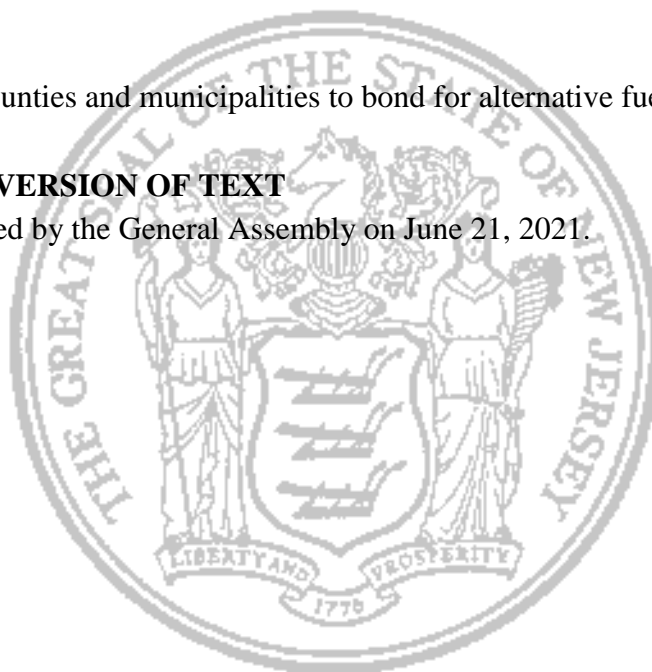 unties and municipalities to bond for alternative fue
VERSION OF TEXT
ed by the General Assembly on June 21, 2021.
THE GREAT SEAL OF THE STATE OF NEW JERSEY
LIBERTY AND PROSPERITY
1776